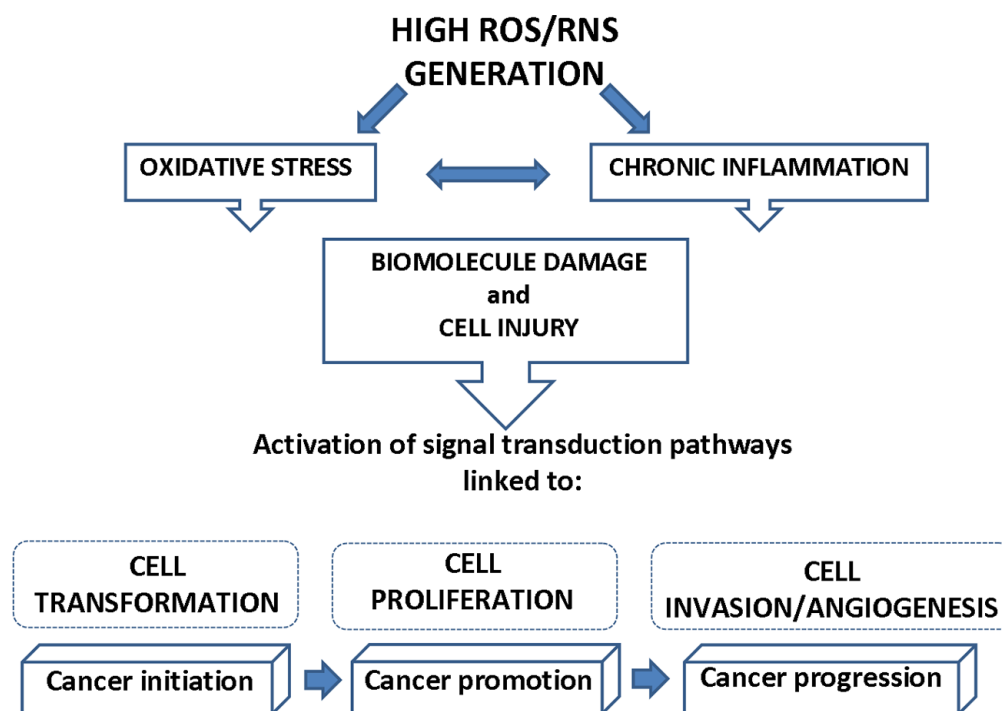 HIGH ROS/RNS
GENERATION
OXIDATIVE STRESS
CHRONIC INFLAMMATION
BIOMOLECULE DAMAGE
and
CELL INJURY
Activation of signal transduction pathways
linked to:
CELL
TRANSFORMATION
CELL
PROLIFERATION
CELL
INVASION/ANGIOGENESIS
Cancer initiation
Cancer promotion
Cancer progression